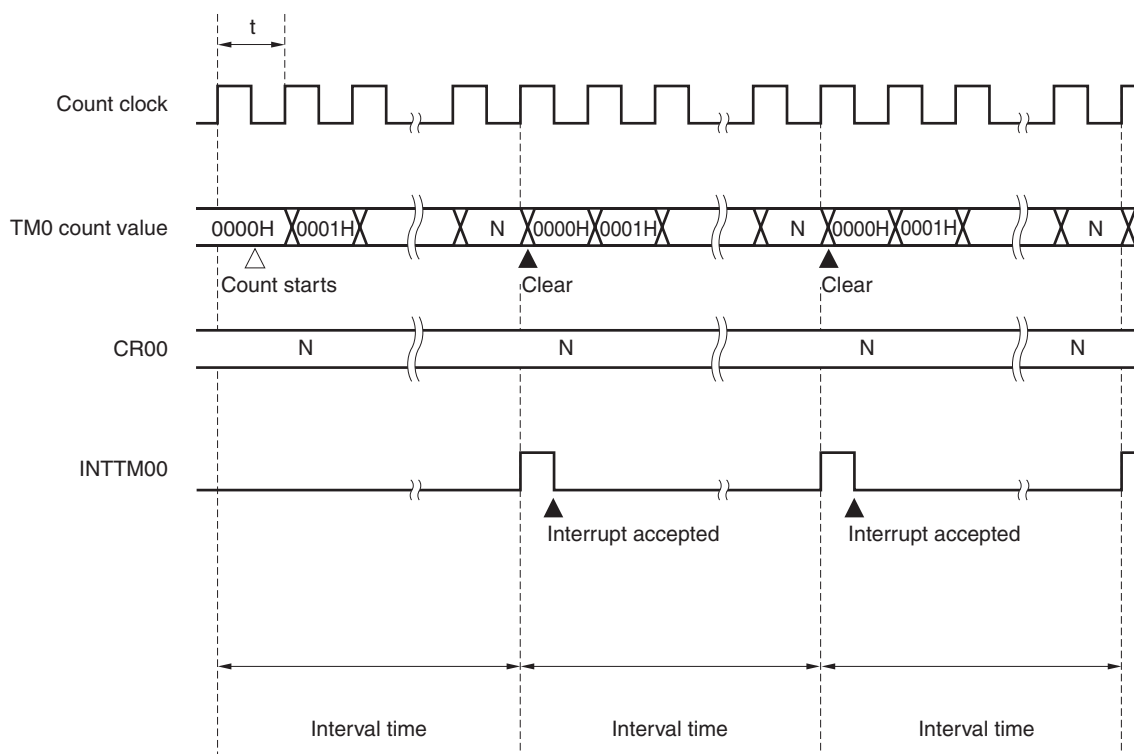 t
Count clock
TM0 count value 0000H 0001H N 0000H 0001H N 0000H 0001H N
Count starts Clear Clear
CR00 N N N N
INTTM00
Interrupt accepted Interrupt accepted
Interval time Interval time Interval time